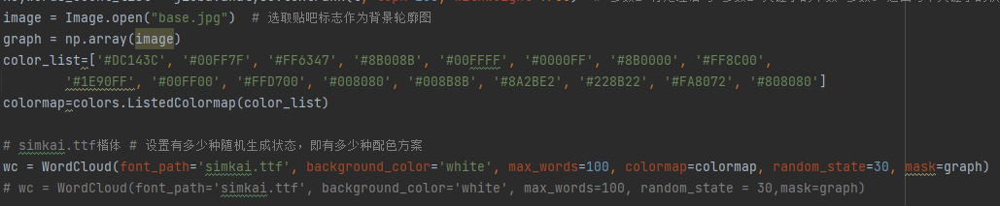 image = Image.open("base.jpg")  # 选取贴吧标志作为背景轮廓图
graph = np.array(image)
color_list=['#DC143C', '#00FF7F', '#FF6347', '#8B008B', '#00FFFF', '#0000FF', '#8B0000', '#FF8C00',
'#1E90FF', '#00FF00', '#FFD700', '#008080', '#008B8B', '#8A2BE2', '#228B22', '#FA8072', '#808080']
colormap=colors.ListedColormap(color_list)
# simkai.ttf楷体 # 设置有多少种随机生成状态，即有多少种配色方案
wc = WordCloud(font_path='simkai.ttf', background_color='white', max_words=100, colormap=colormap, random_state=30, mask=graph)
# wc = WordCloud(font_path='simkai.ttf', background_color='white', max_words=100, random_state = 30,mask=graph)